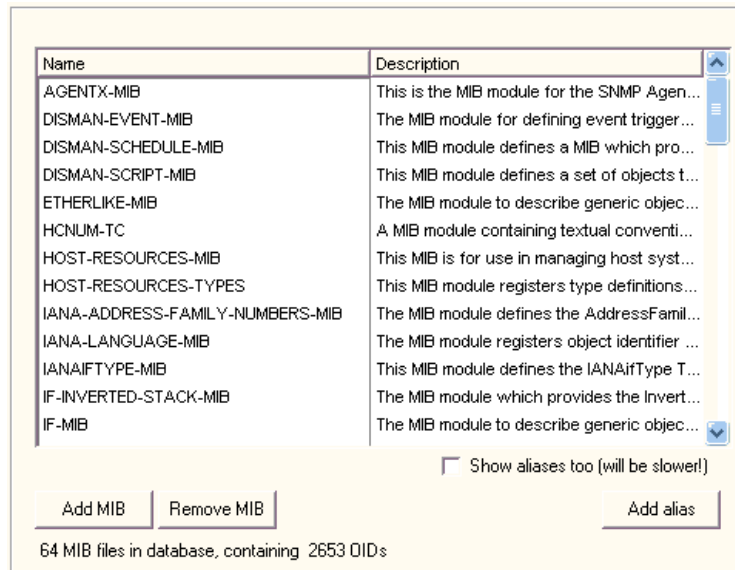 Name Description
AGENTX-MIB This is the MIB module for the SNMP Agen...
DISMAN-EVENT-MIB The MIB module for defining event trigger...
DISMAN-SCHEDULE-MIB This MIB module defines a MIB which pro...
DISMAN-SCRIPT-MIB This MIB module defines a set of objects t...
ETHERLIKE-MIB The MIB module to describe generic objec...
HCNUM-TC A MIB module containing textual conventi...
HOST-RESOURCES-MIB This MIB is for use in managing host syst...
HOST-RESOURCES-TYPES This MIB module registers type definitions...
IANA-ADDRESS-FAMILY-NUMBERS-MIB The MIB module defines the AddressFamil...
IANA-LANGUAGE-MIB The MIB module registers object identifier ...
IANAIFTYPE-MIB This MIB module defines the IANAifType T...
IF-INVERTED-STACK-MIB The MIB module which provides the Invert...
IF-MIB The MIB module to describe generic objec...
Show aliases too (will be slower!)
Add MIB Remove MIB Add alias
64 MIB files in database, containing 2653 OIDs